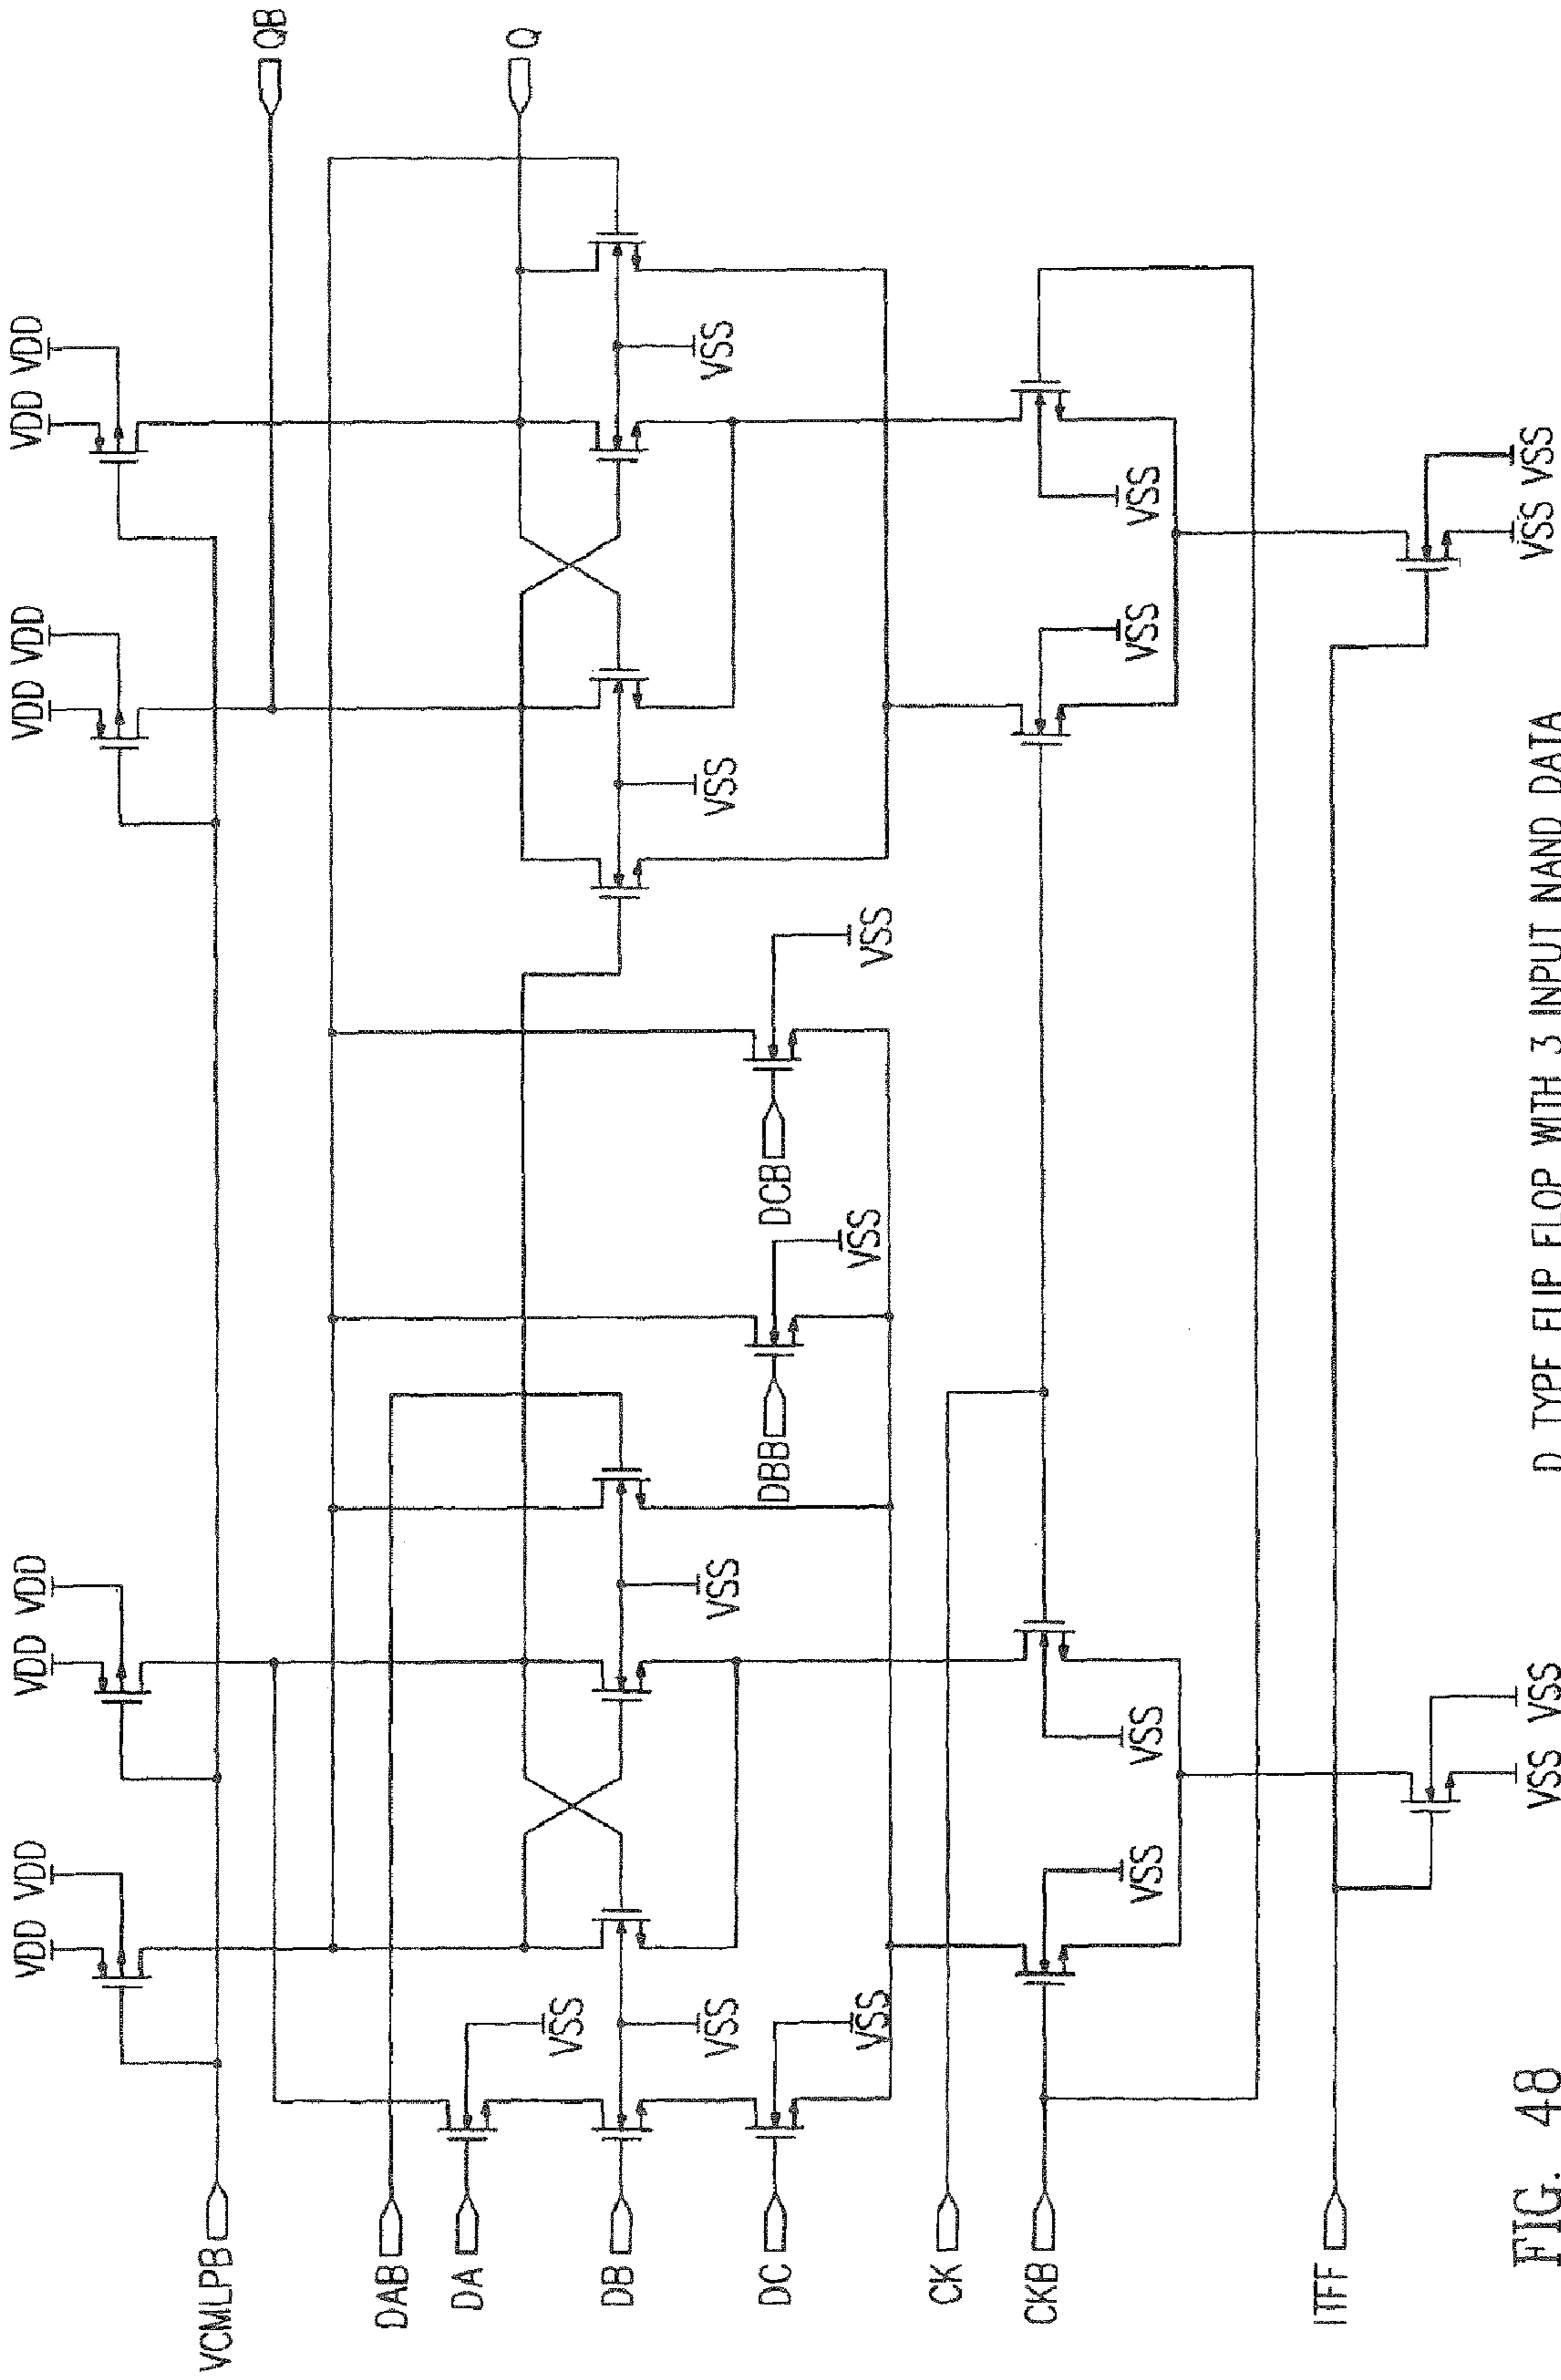 VDD VDD
VDD VDD
VDD VDD
VDD VDD
VCMLPB
QB
DAB
DA
Q
VSS
DB
VSS
VSS
VSS
VSS
DC
DBB
DCB
VSS
VSS
VSS
CK
CKB
VSS
VSS
VSS
VSS
ITFF
VSS VSS
VSS VSS
FIG. 48
D TYPE FLIP FLOP WITH 3 INPUT NAND DATA